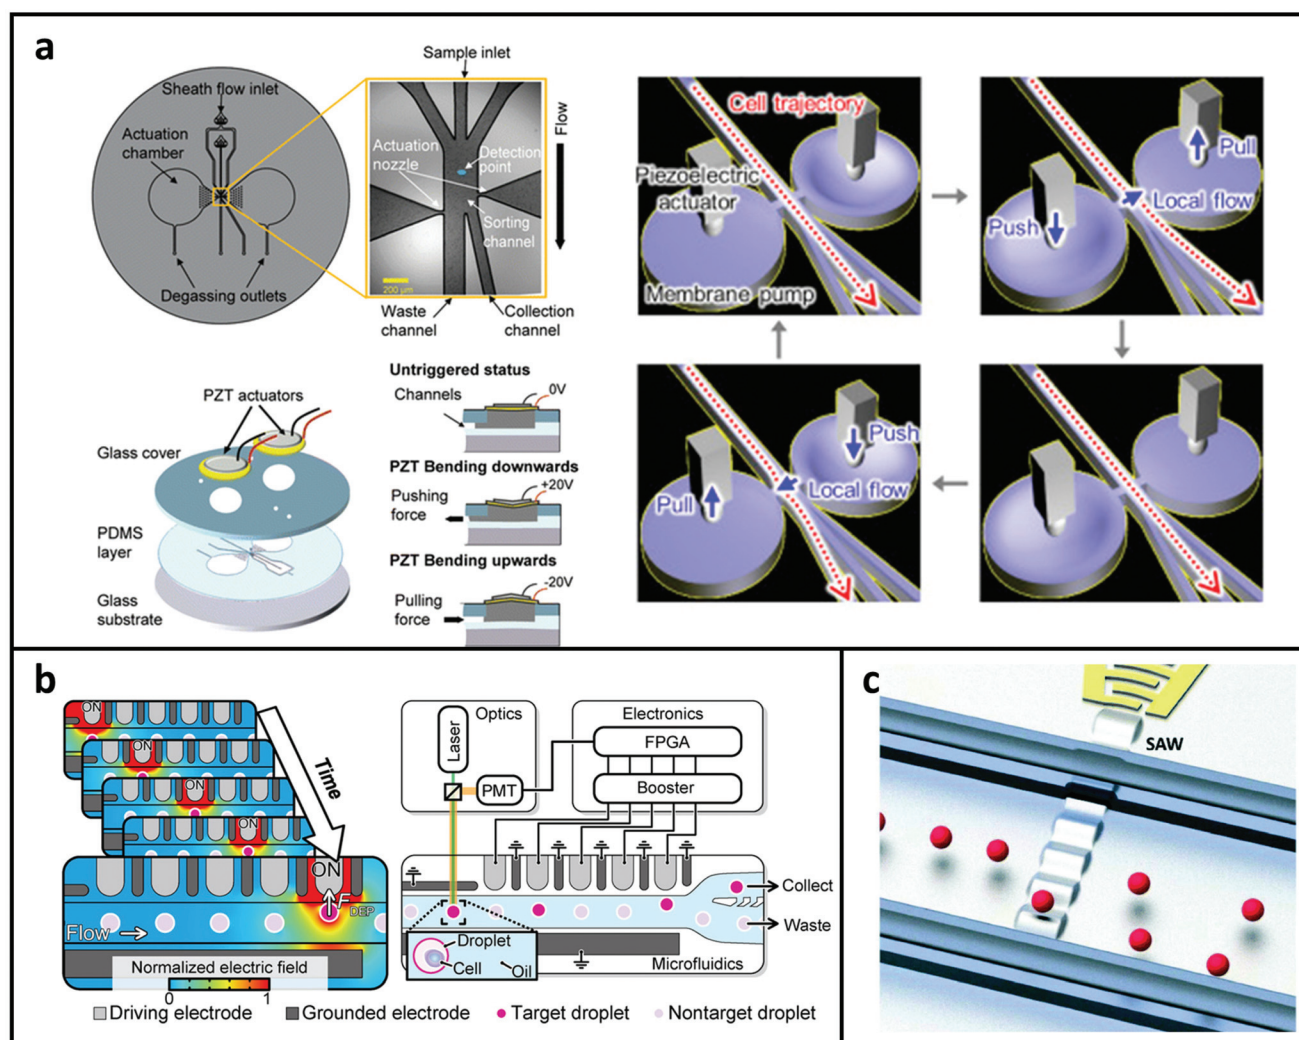 a
Sample inlet
Sheath flow inlet
Actuation
chamber
Actuation
nozzle
Detection
point
Sorting
channel
200 µm
Flow
Degassing outlets
Waste
channel
Collection
channel
PZT actuators
Glass cover
PDMS
layer
Glass
substrate
Untriggered status
Channels
0V
PZT Bending downwards
Pushing
force
+20V
PZT Bending upwards
Pulling
force
-20V
Cell trajectory
Piezoelectric
actuator
Membrane pump
Pull
Local flow
Push
Push
Local flow
Pull
b
ON
ON
ON
ON
ON
Time
F
DEP
Flow
Normalized electric field
0
1
Optics
Laser
PMT
Electronics
FPGA
Booster
Collect
Waste
Droplet
Cell
Oil
Microfluidics
Driving electrode
Grounded electrode
Target droplet
Nontarget droplet
c
SAW